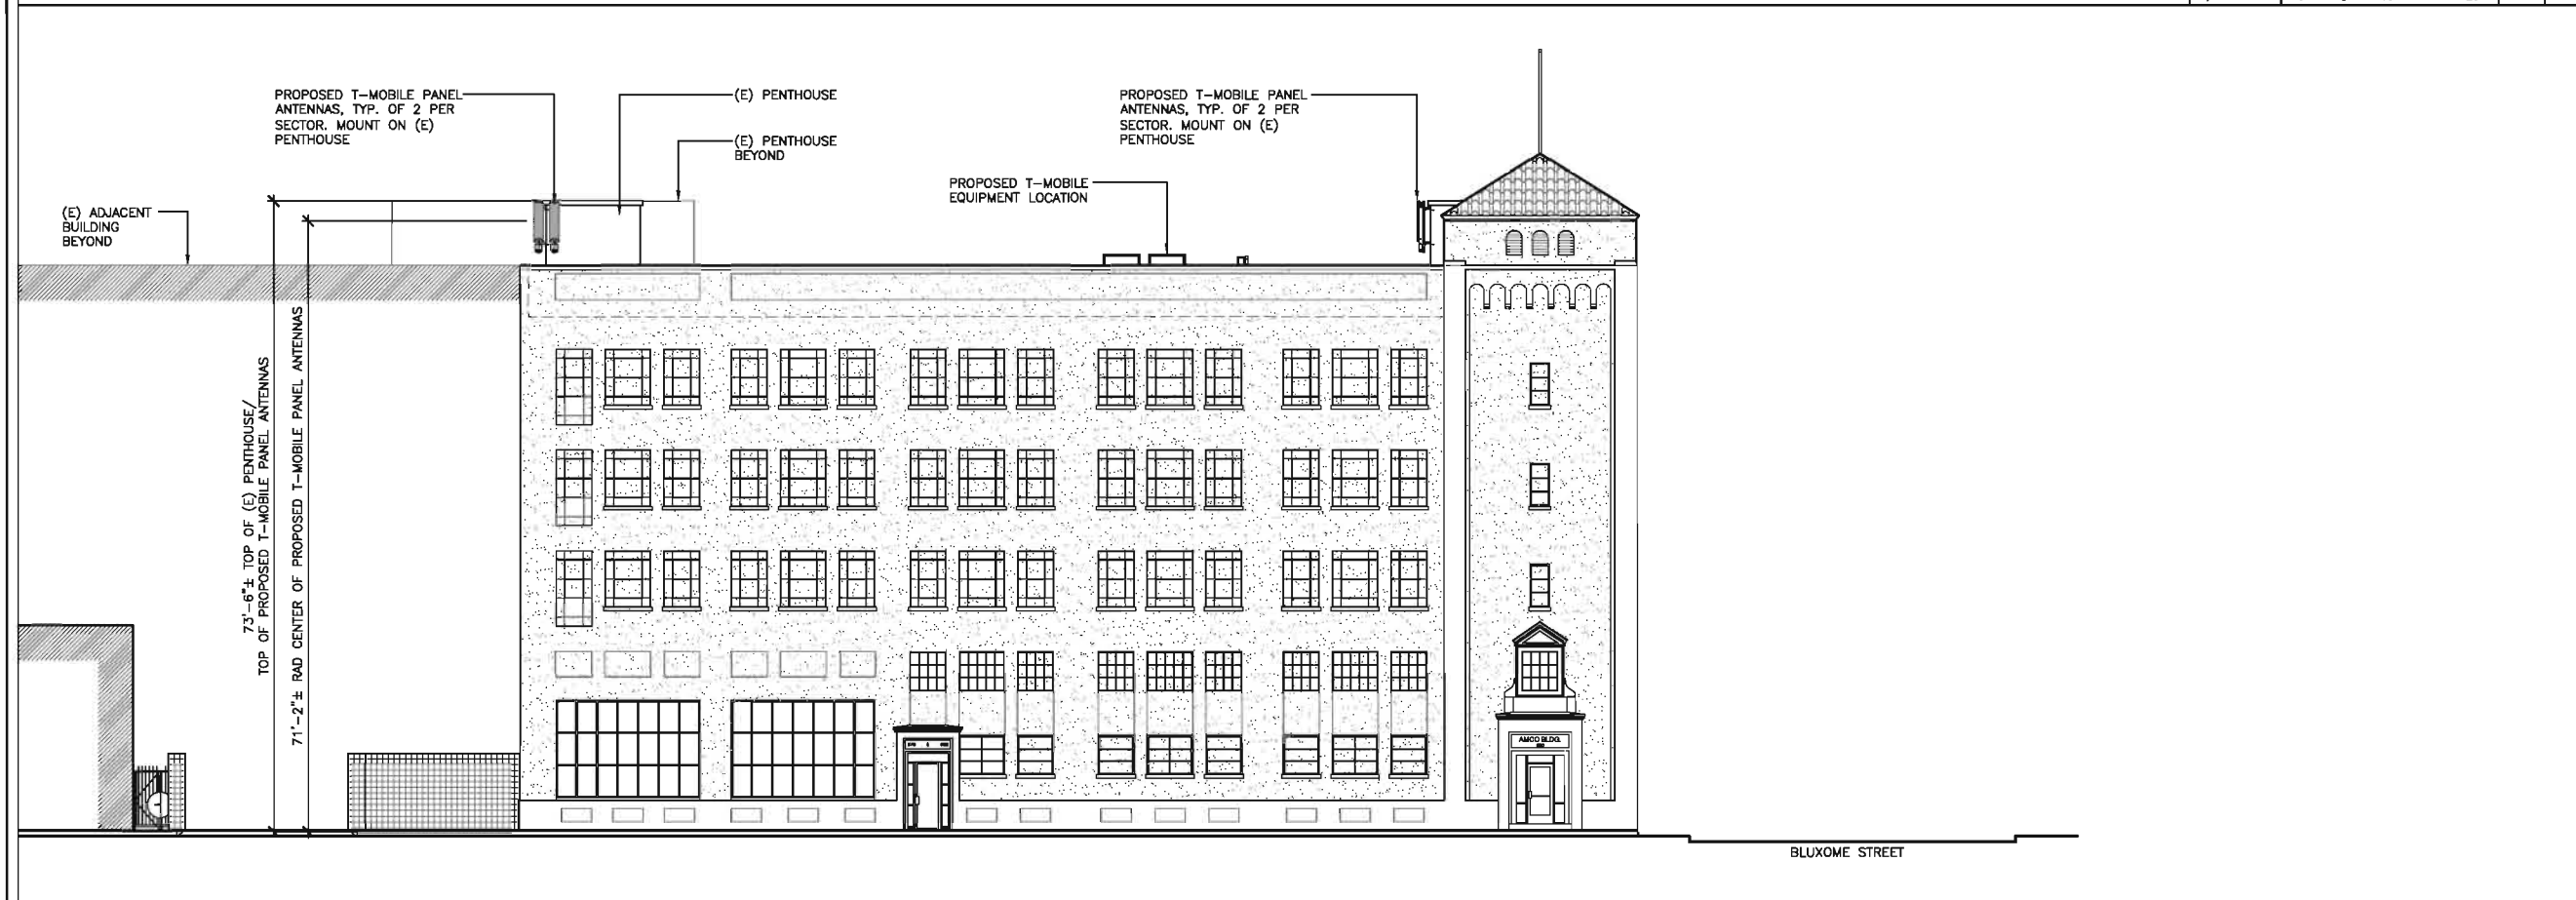 PROPOSED T-MOBILE PANEL
ANTENNAS, TYP. OF 2 PER
SECTOR. MOUNT ON (E)
PENTHOUSE
(E) PENTHOUSE
(E) PENTHOUSE
BEYOND
PROPOSED T-MOBILE PANEL
ANTENNAS, TYP. OF 2 PER
SECTOR. MOUNT ON (E)
PENTHOUSE
PROPOSED T-MOBILE
EQUIPMENT LOCATION
(E) ADJACENT
BUILDING
BEYOND
73'-6"± TOP OF (E) PENTHOUSE/
TOP OF PROPOSED T-MOBILE PANEL ANTENNAS
71'-2"± RAD CENTER OF PROPOSED T-MOBILE PANEL ANTENNAS
AMCO BLDG.
BLUXOME STREET